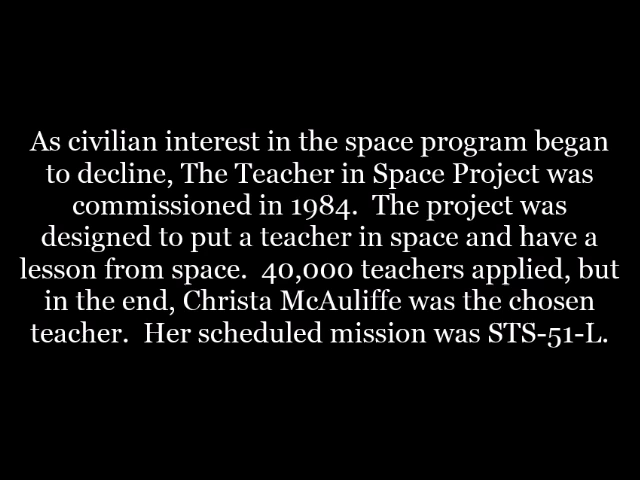 As civilian interest in the space program began
to decline, The Teacher in Space Project was
commissioned in 1984.  The project was
designed to put a teacher in space and have a
lesson from space.  40,000 teachers applied, but
in the end, Christa McAuliffe was the chosen
teacher.  Her scheduled mission was STS-51-L.